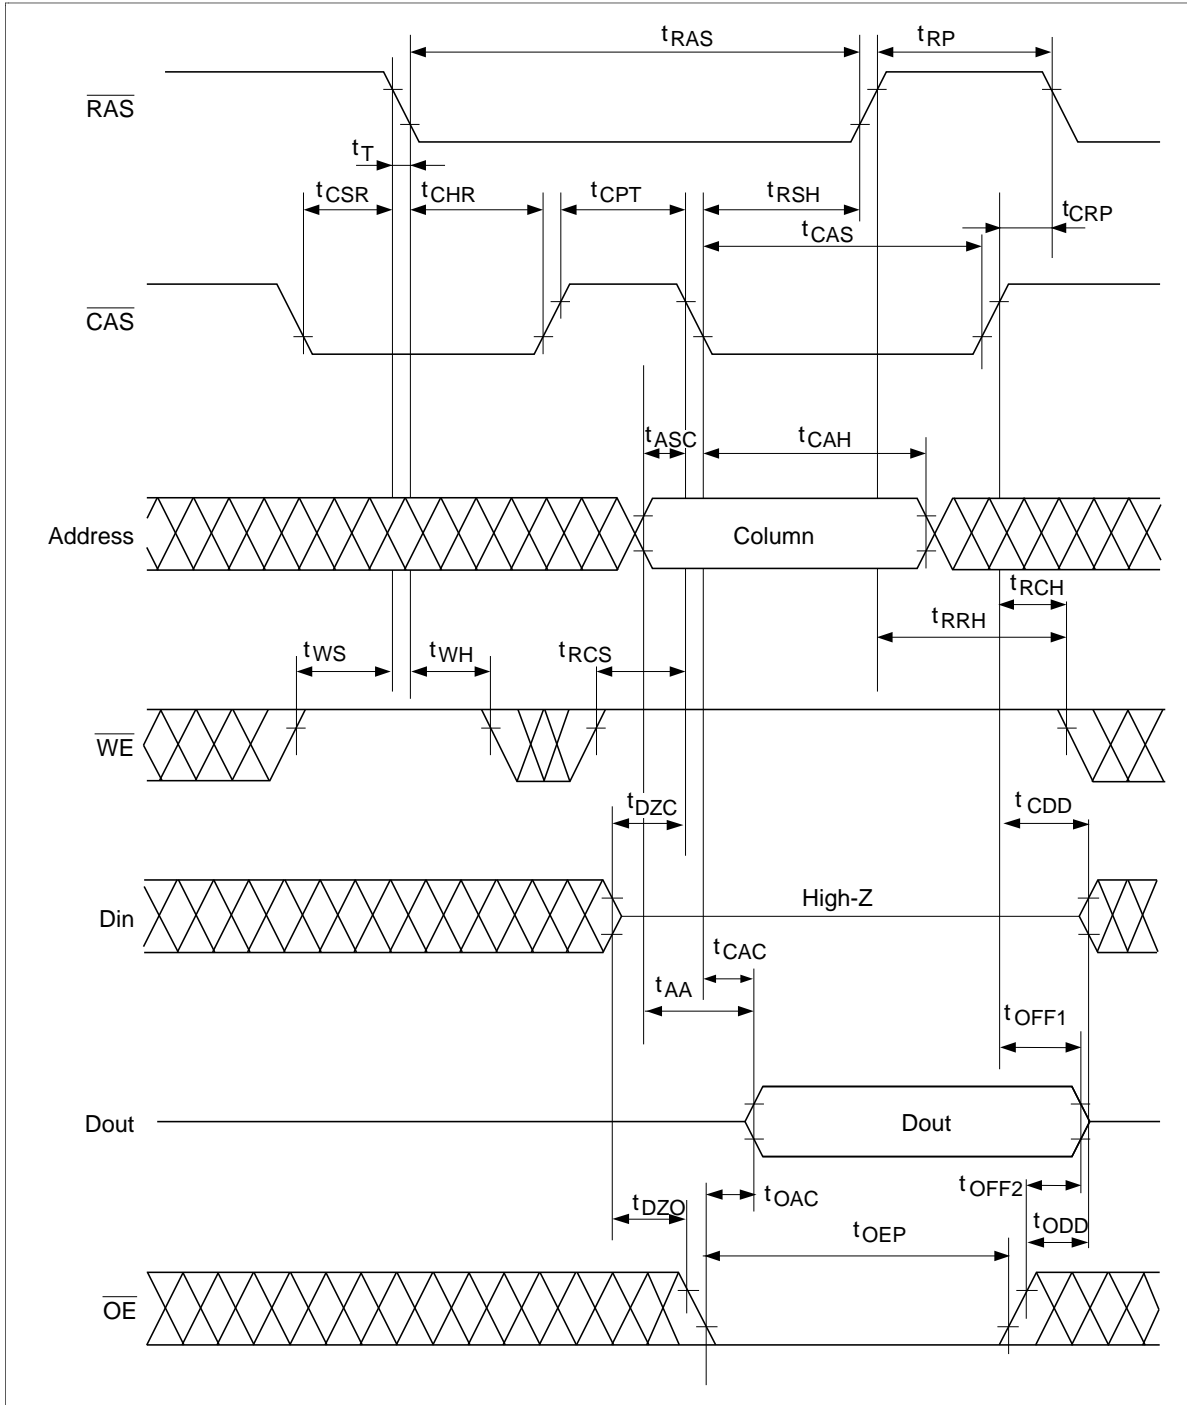 tRAS
tRP
RAS
tT
tCSR
tCHR
tCPT
tRSH
tCRP
tCAS
CAS
tASC
tCAH
Address
Column
tRCH
tRRH
tWS
tWH
tRCS
WE
tDZC
tCDD
High-Z
Din
tCAC
tAA
tOFF1
Dout
Dout
tOFF2
tDZO
tOAC
tODD
tOEP
OE